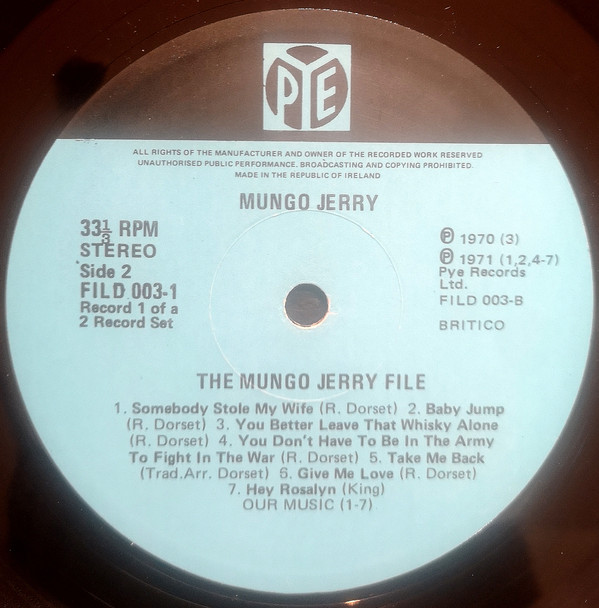 PYE
ALL RIGHTS OF THE MANUFACTURER AND OWNER OF THE RECORDED WORK RESERVED
UNAUTHORISED PUBLIC PERFORMANCE. BROADCASTING AND COPYING PROHIBITED.
MADE IN THE REPUBLIC OF IRELAND
MUNGO JERRY
33⅓ RPM
STEREO
Side 2
FILD 003-1
Record 1 of a
2 Record Set
Ⓟ 1970 (3)
Ⓟ 1971 (1,2,4-7)
Pye Records
Ltd.
FILD 003-B
BRITICO
THE MUNGO JERRY FILE
1. Somebody Stole My Wife (R. Dorset) 2. Baby Jump
(R. Dorset) 3. You Better Leave That Whisky Alone
(R. Dorset) 4. You Don't Have To Be In The Army
To Fight In The War (R. Dorset) 5. Take Me Back
(Trad.Arr. Dorset) 6. Give Me Love (R. Dorset)
7. Hey Rosalyn (King)
OUR MUSIC (1-7)